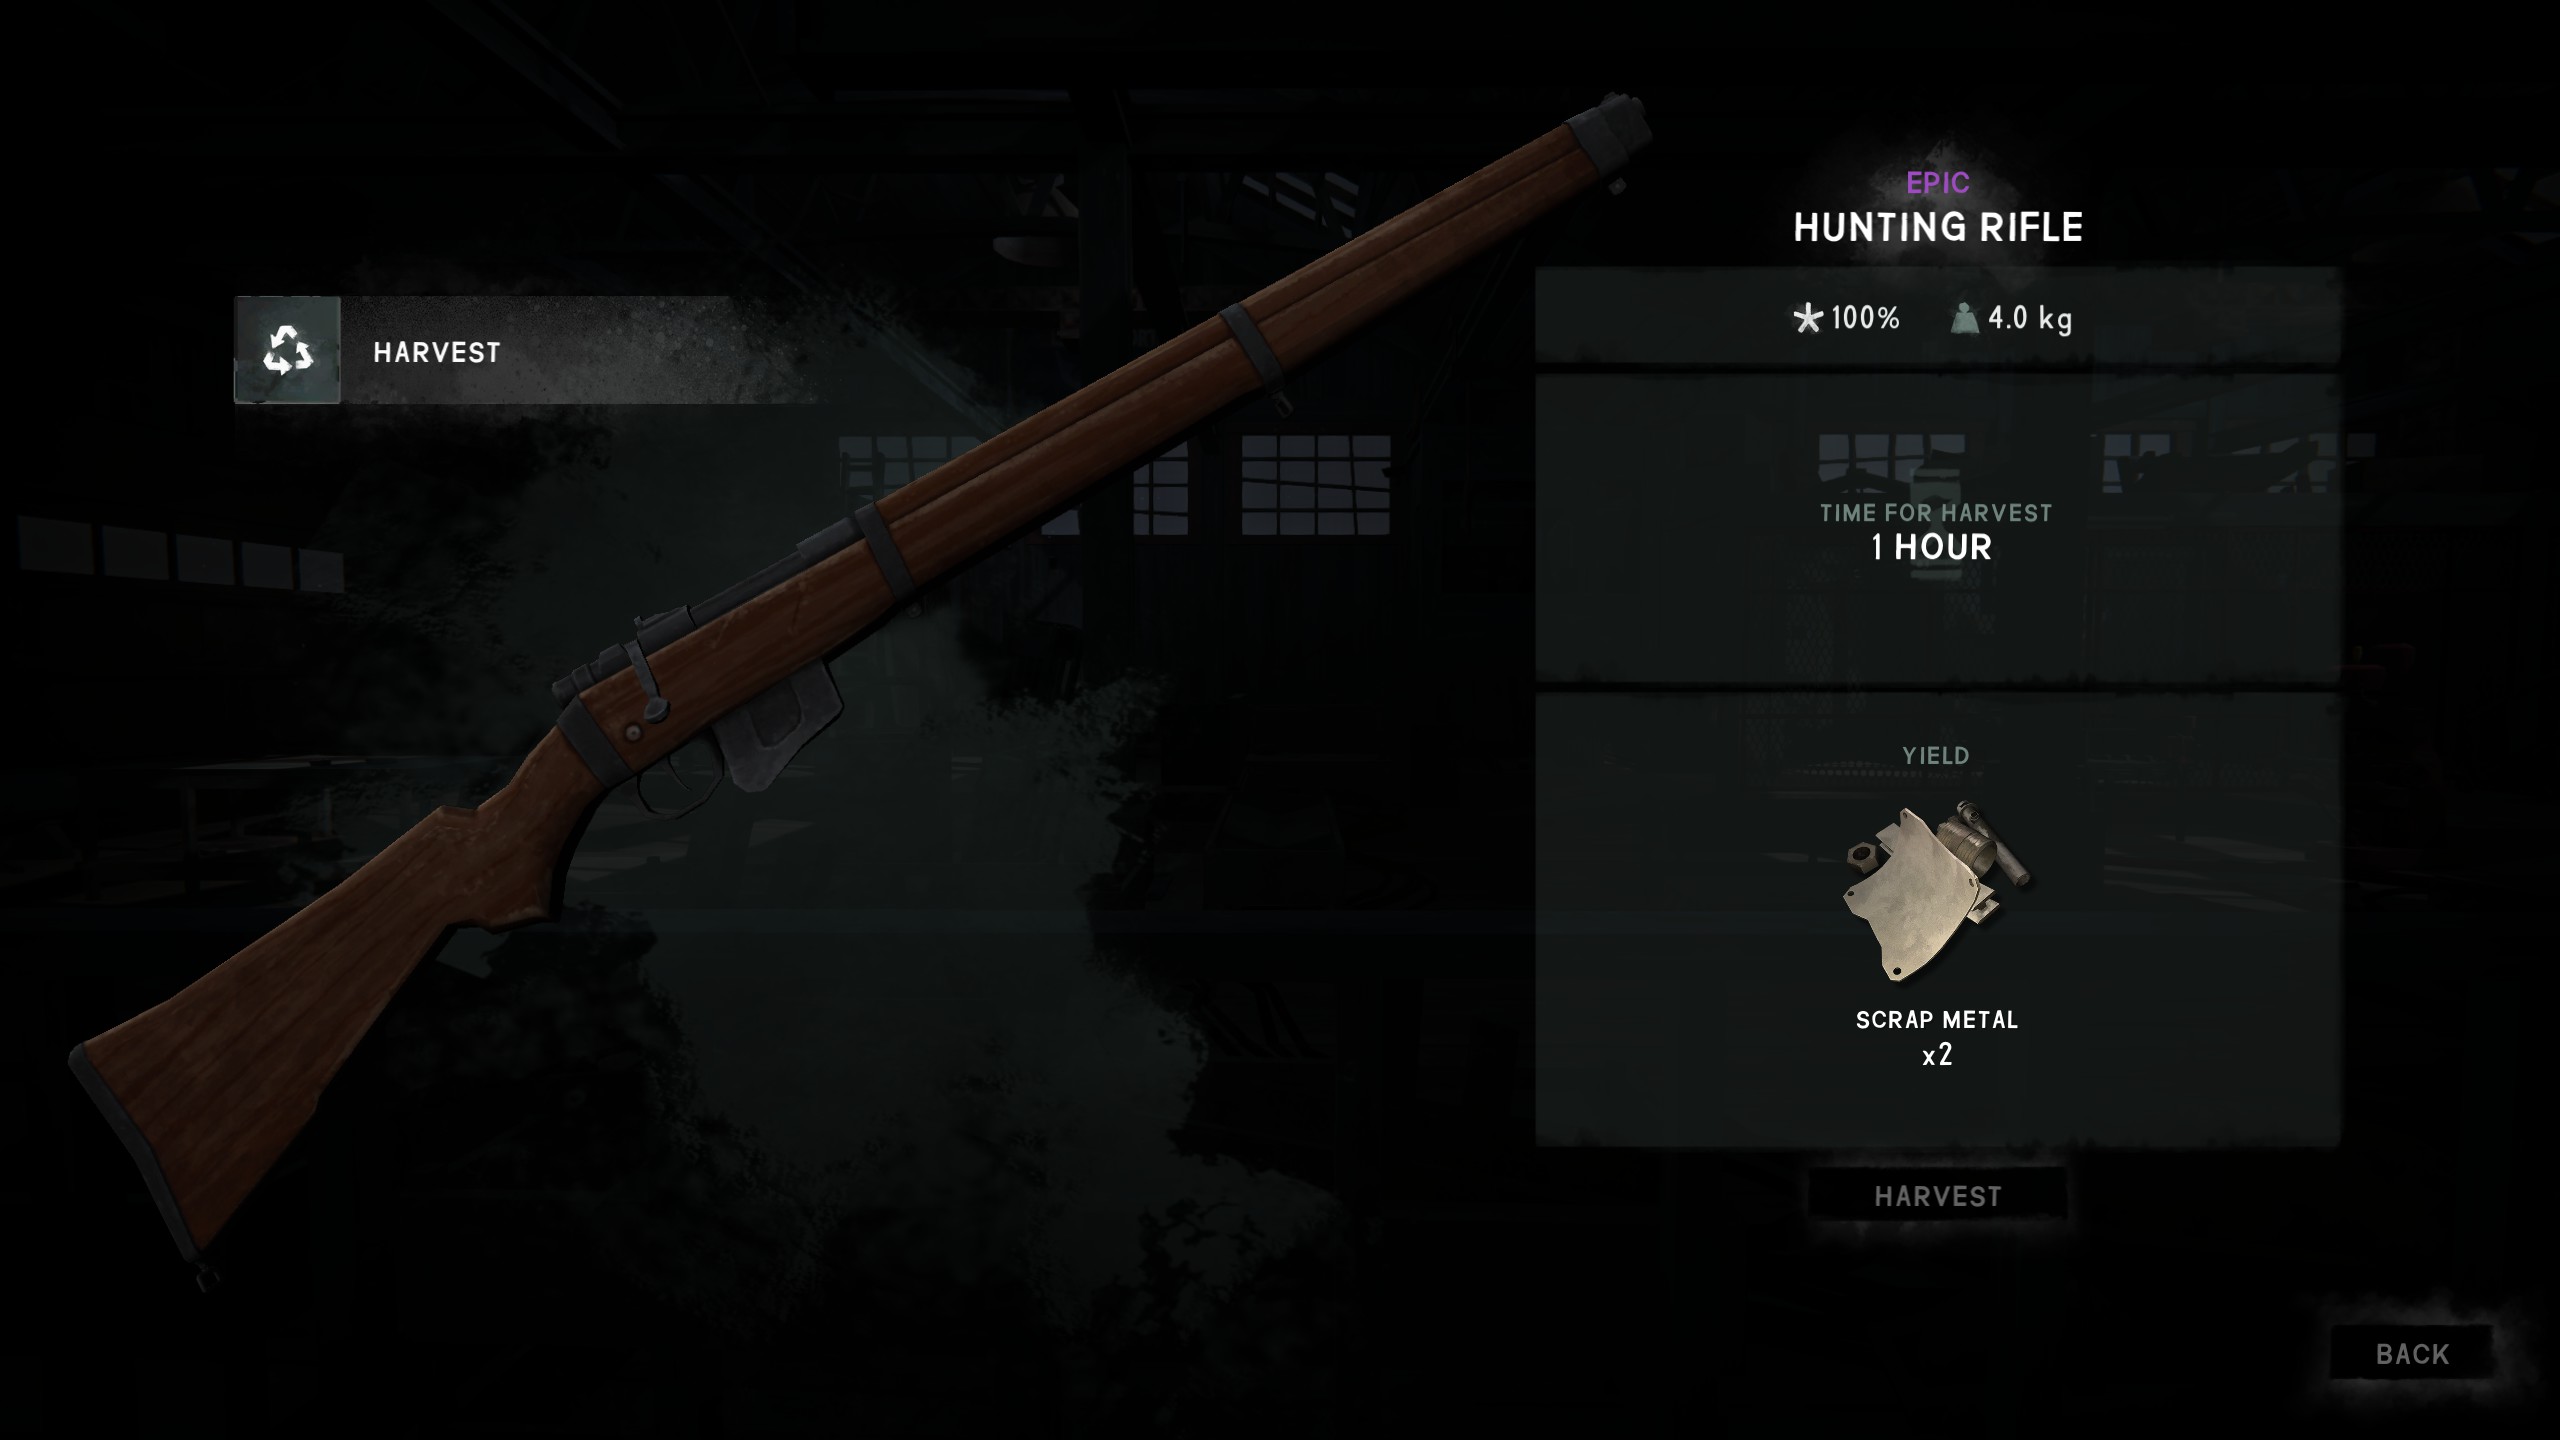 HARVEST
EPIC
HUNTING RIFLE
100%
4.0 kg
TIME FOR HARVEST
1 HOUR
YIELD
SCRAP METAL
x2
HARVEST
BACK